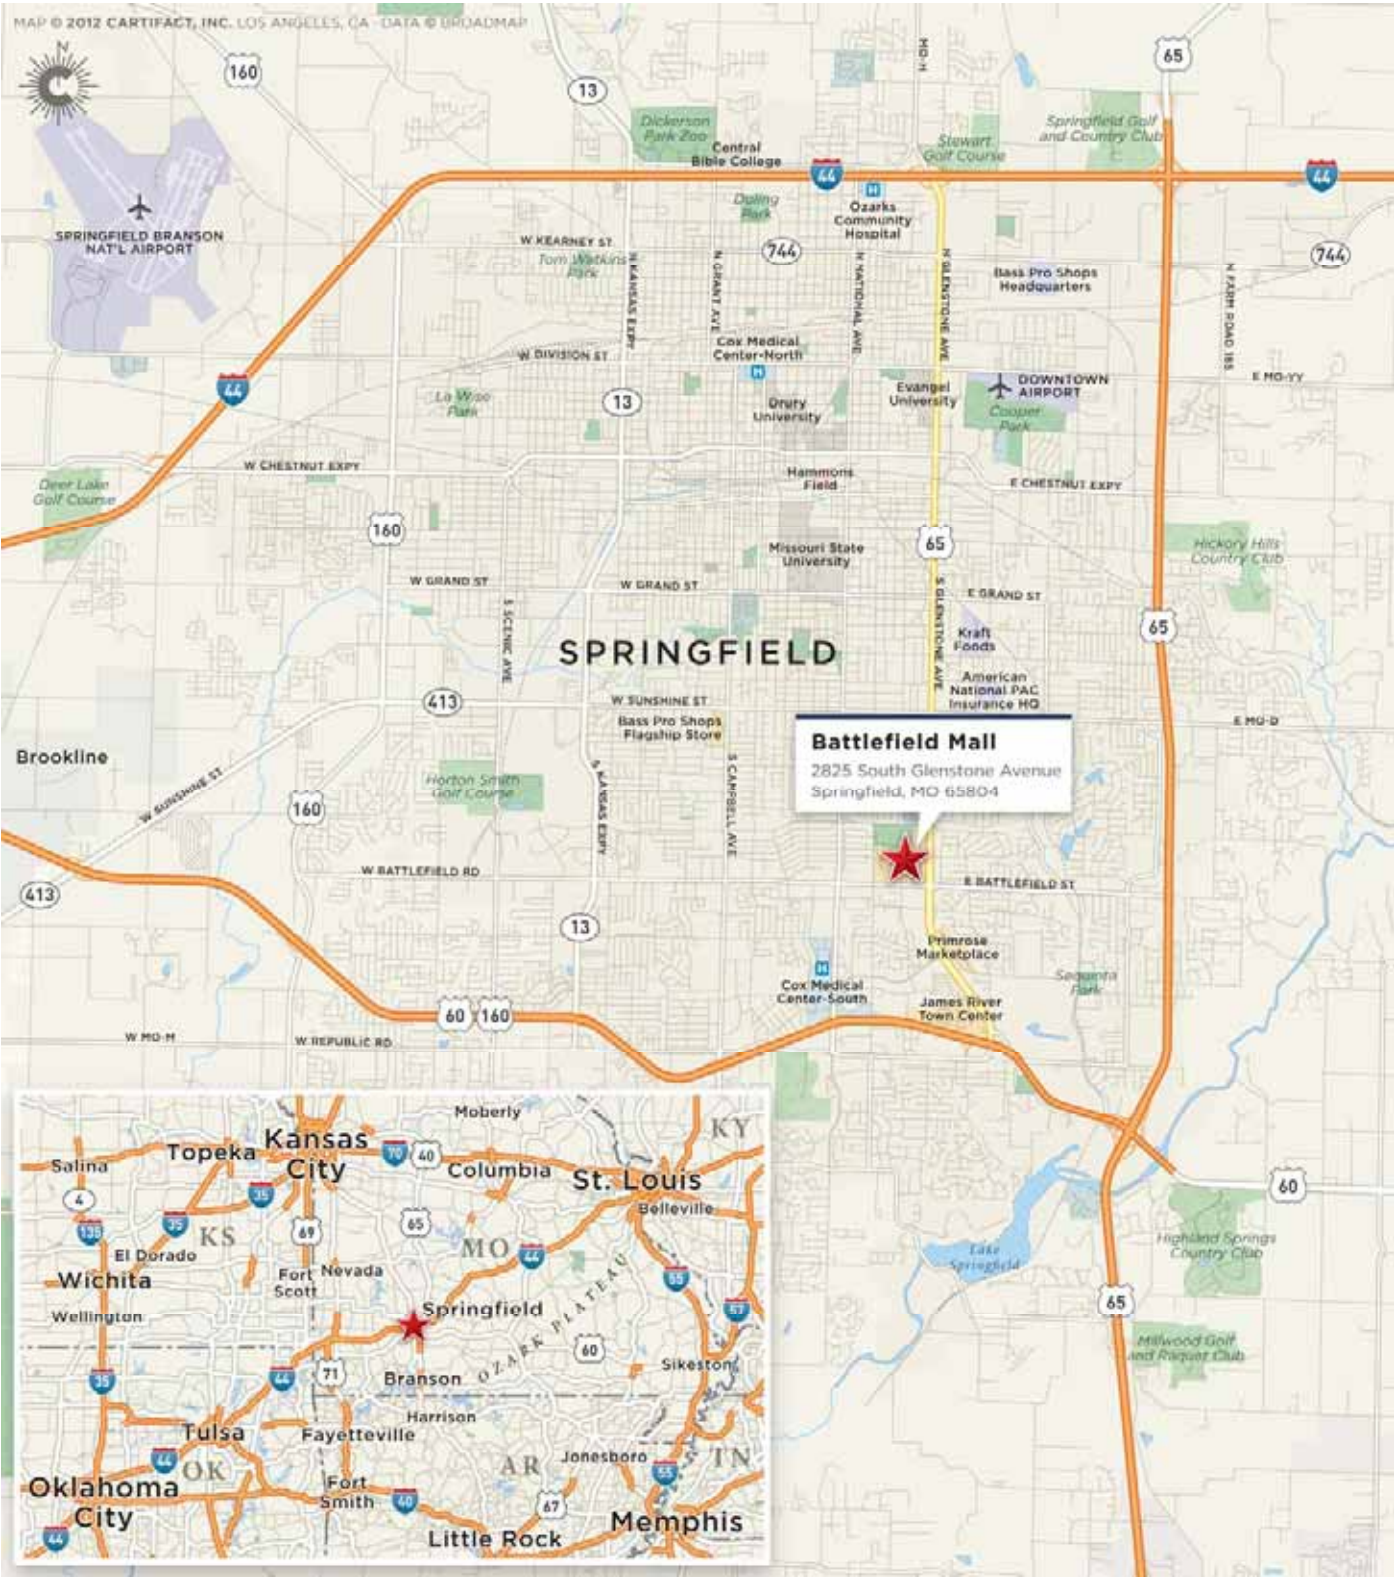 MAP © 2012 CARTIFACT, INC. LOS ANGELES, CA · DATA © BROADMAP
N
C
160
13
MO-H
65
Dickerson
Park Zoo
Central
Bible College
Stewart
Golf Course
Springfield Golf
and Country Club
44
44
H
Ozarks
Community
Hospital
Doling
Park
SPRINGFIELD BRANSON
NAT'L AIRPORT
W KEARNEY ST
Tom Watkins
Park
744
744
N KANSAS EXPY
N GRANT AVE
N NATIONAL AVE
N GLENSTONE AVE
Bass Pro Shops
Headquarters
N FARM ROAD 185
W DIVISION ST
Cox Medical
Center-North
H
44
13
Drury
University
Evangel
University
DOWNTOWN
AIRPORT
Cooper
Park
E MO-YY
W CHESTNUT EXPY
Hammons
Field
E CHESTNUT EXPY
Deer Lake
Golf Course
160
65
Missouri State
University
Hickory Hills
Country Club
W GRAND ST
W GRAND ST
E GRAND ST
S SCENIC AVE
S GLENSTONE AVE
65
Kraft
Foods
SPRINGFIELD
American
National PAC
Insurance HQ
413
W SUNSHINE ST
Bass Pro Shops
Flagship Store
E MO-D
Battlefield Mall
2825 South Glenstone Avenue
Springfield, MO 65804
Brookline
W SUNSHINE ST
160
Horton Smith
Golf Course
S KANSAS EXPY
S CAMPBELL AVE
W BATTLEFIELD RD
E BATTLEFIELD ST
413
13
Primrose
Marketplace
H
Cox Medical
Center-South
Sequiota
Park
James River
Town Center
60
160
W MO-M
W REPUBLIC RD
60
Highland Springs
Country Club
Lake
Springfield
65
Millwood Golf
and Raquet Club
Moberly
KY
Salina
Topeka
Kansas
City
70
40
Columbia
St. Louis
Belleville
4
35
135
35
KS
69
65
MO
44
El Dorado
Wichita
Fort
Scott
Nevada
55
57
Wellington
Springfield
OZARK PLATEAU
60
Sikeston
35
44
71
Branson
Harrison
Tulsa
Fayetteville
44
OK
AR
Jonesboro
55
TN
Oklahoma
City
Fort
Smith
40
67
44
Little Rock
Memphis